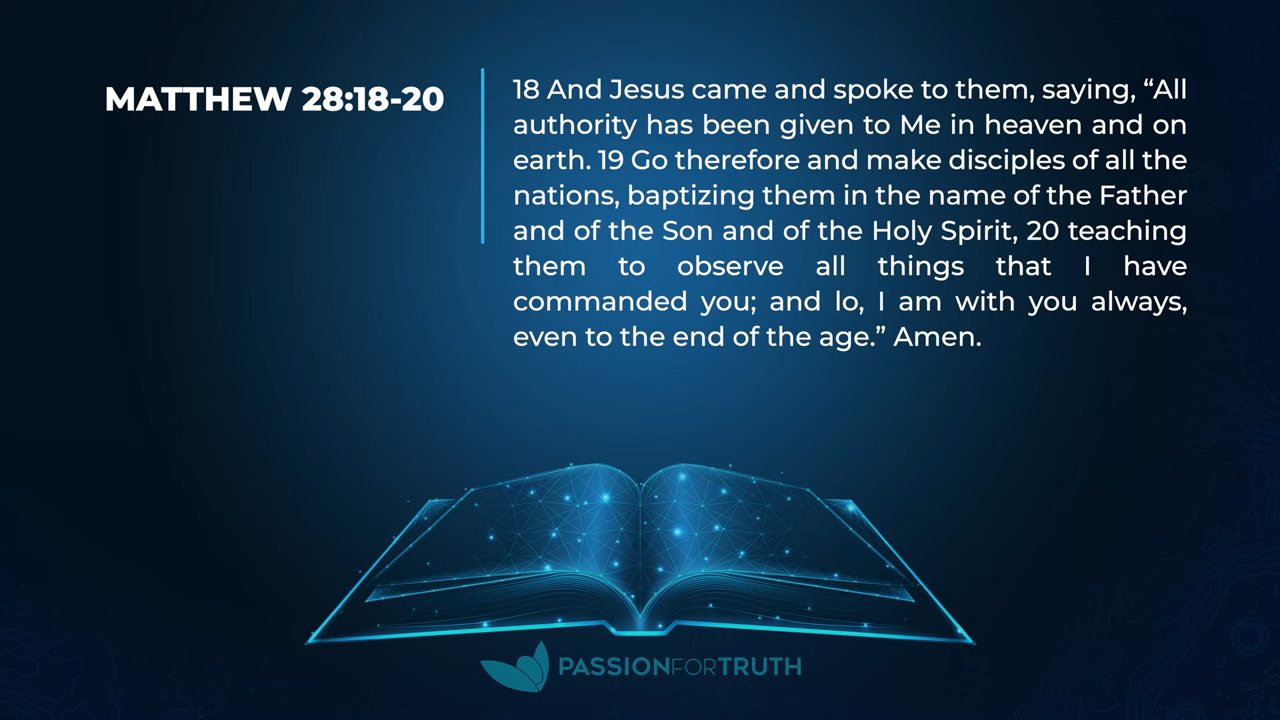 MATTHEW 28:18-20
18 And Jesus came and spoke to them, saying, “All
authority has been given to Me in heaven and on
earth. 19 Go therefore and make disciples of all the
nations, baptizing them in the name of the Father
and of the Son and of the Holy Spirit, 20 teaching
them to observe all things that I have
commanded you; and lo, I am with you always,
even to the end of the age.” Amen.
PASSIONFORTRUTH